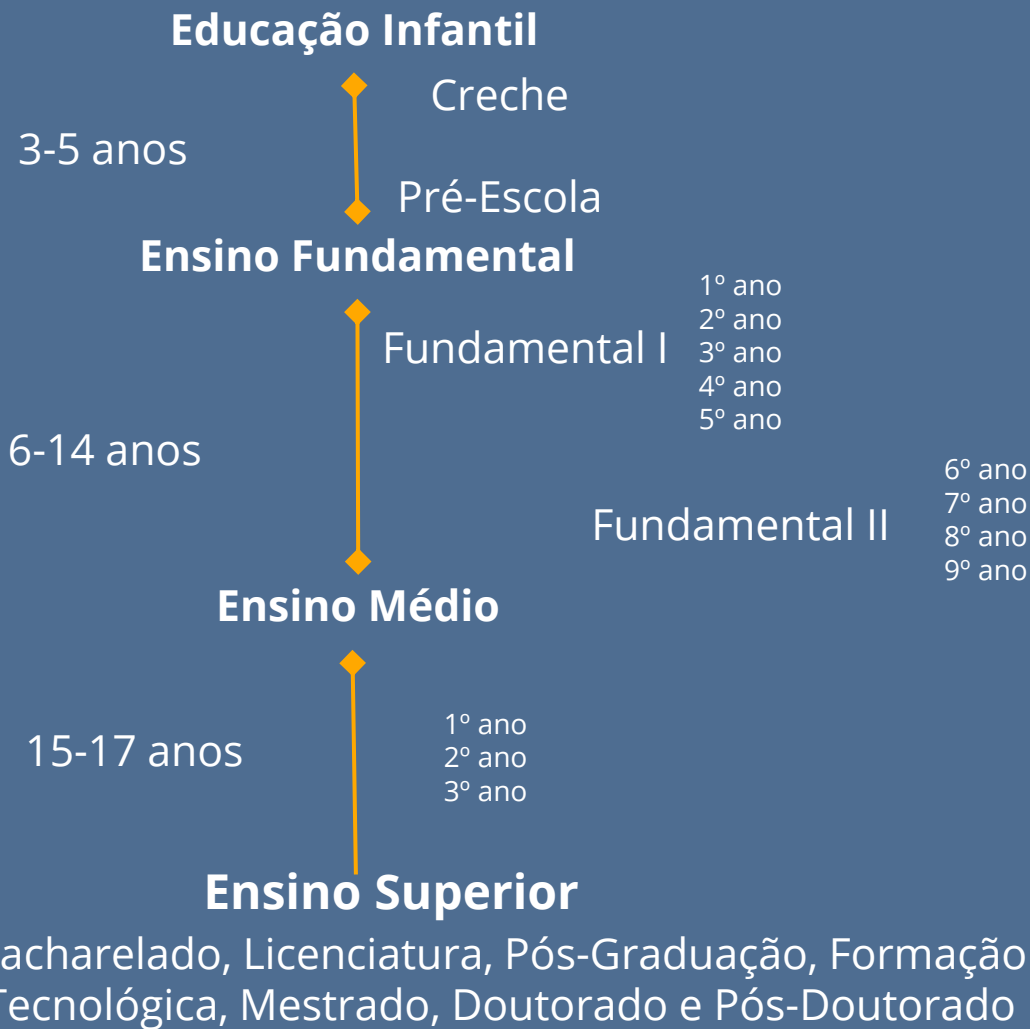 Educação Infantil
Creche
3-5 anos
Pré-Escola
Ensino Fundamental
1º ano
2º ano
Fundamental I
3º ano
4º ano
5º ano
6-14 anos
6º ano
7º ano
Fundamental II
8º ano
9º ano
Ensino Médio
1º ano
15-17 anos
2º ano
3º ano
Ensino Superior
acharelado, Licenciatura, Pós-Graduação, Formação
Tecnológica, Mestrado, Doutorado e Pós-Doutorado